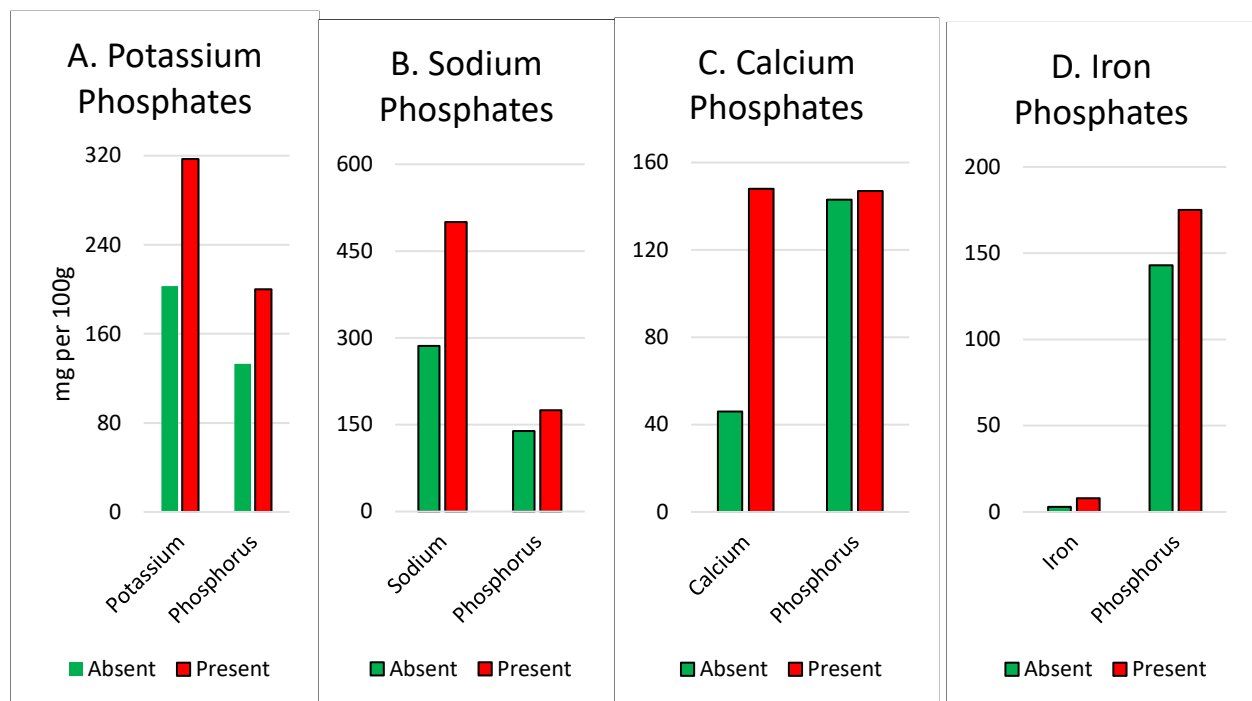 A. Potassium
Phosphates
mg per 100g
320
240
160
80
0
Potassium
Phosphorus
Absent Present
B. Sodium
Phosphates
600
450
300
150
0
Sodium
Phosphorus
Absent Present
C. Calcium
Phosphates
160
120
80
40
0
Calcium
Phosphorus
Absent Present
D. Iron
Phosphates
200
150
100
50
0
Iron
Phosphorus
Absent Present